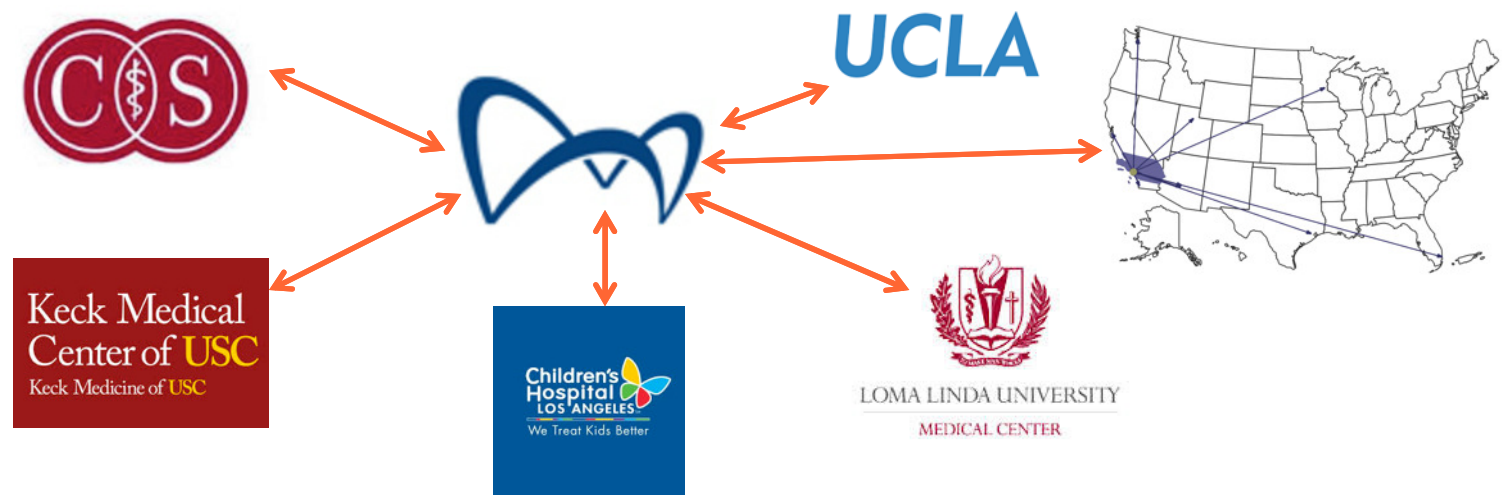 C S
UCLA
Keck Medical
Center of USC
Keck Medicine of USC
Children's
Hospital
LOS ANGELES
We Treat Kids Better
LOMA LINDA UNIVERSITY
MEDICAL CENTER